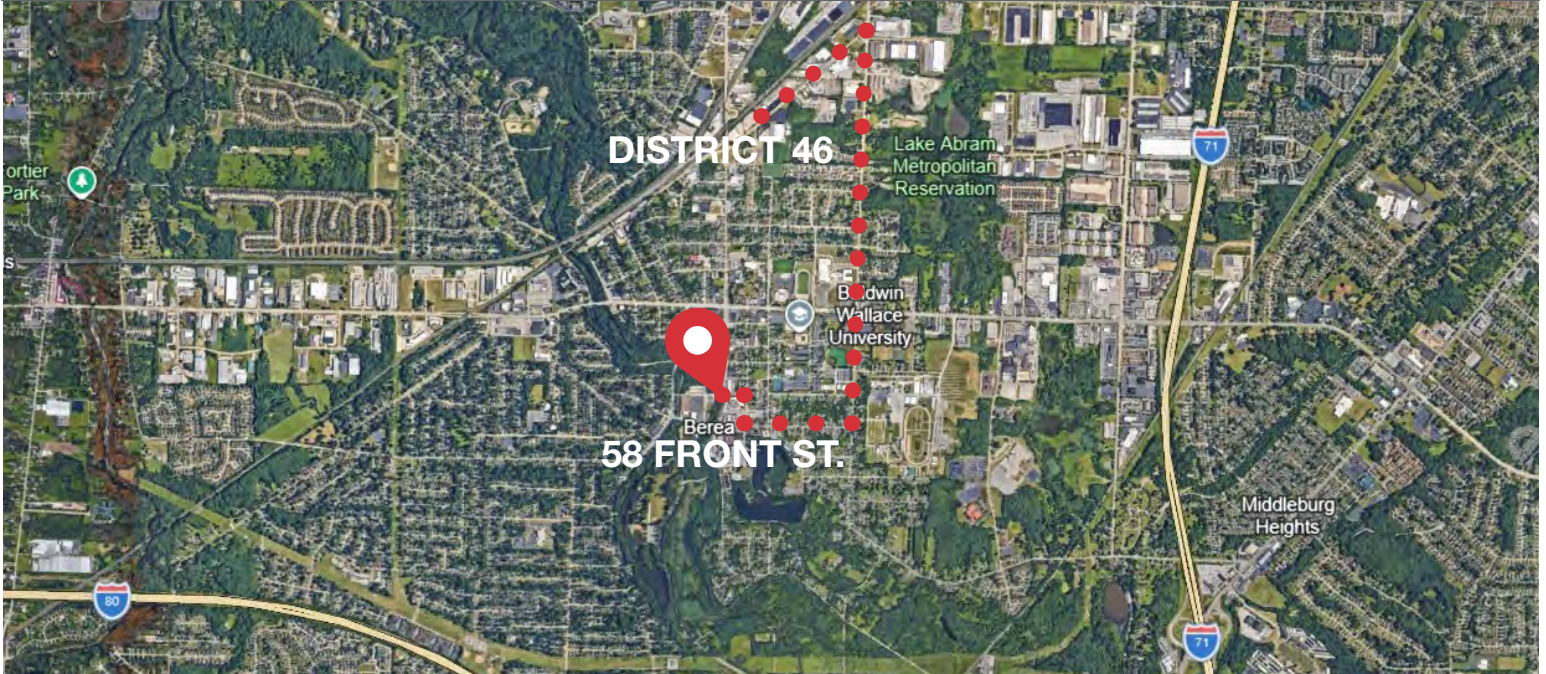 DISTRICT 46
Lake Abram
Metropolitan
Reservation
71
ortier
Park
s
Baldwin
Wallace
University
Berea
58 FRONT ST.
Middleburg
Heights
80
71